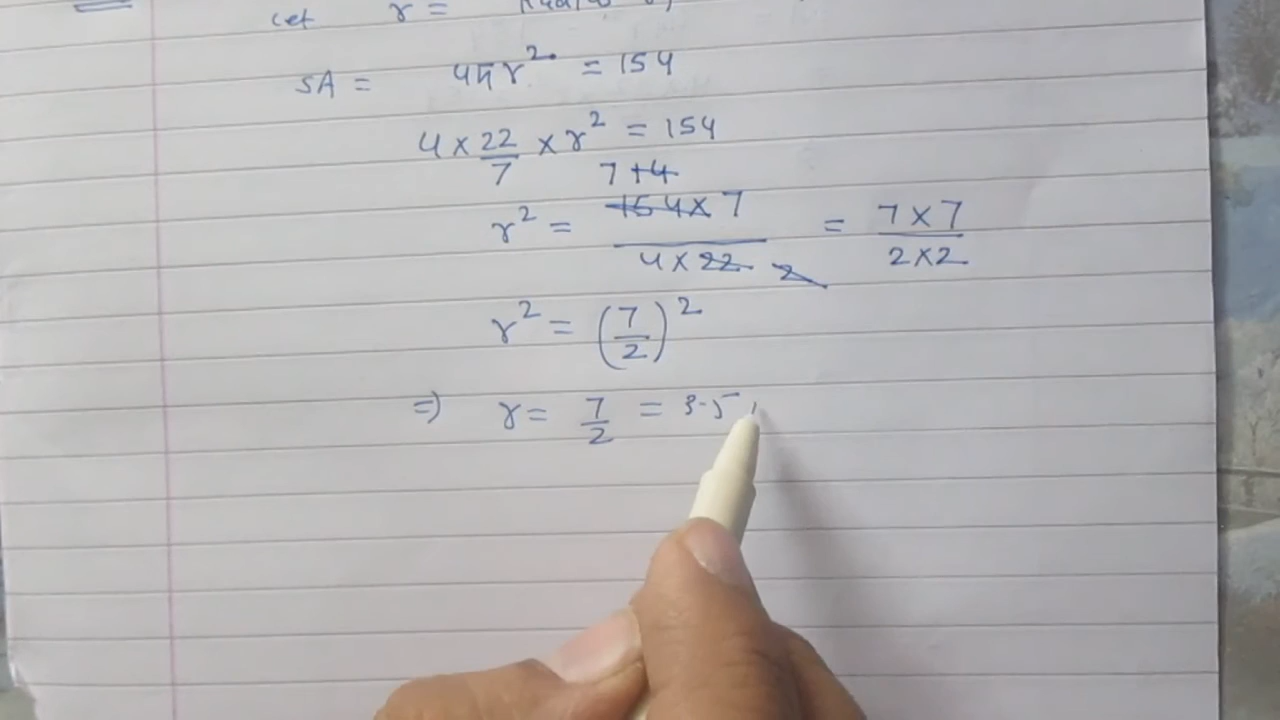 Let r =
SA = 4πr² = 154
4 × 22/7 × r² = 154
7 14
r² = 154 × 7 / 4 × 22 2 = 7 × 7 / 2 × 2
r² = (7/2)²
=) r = 7/2 = 3.5